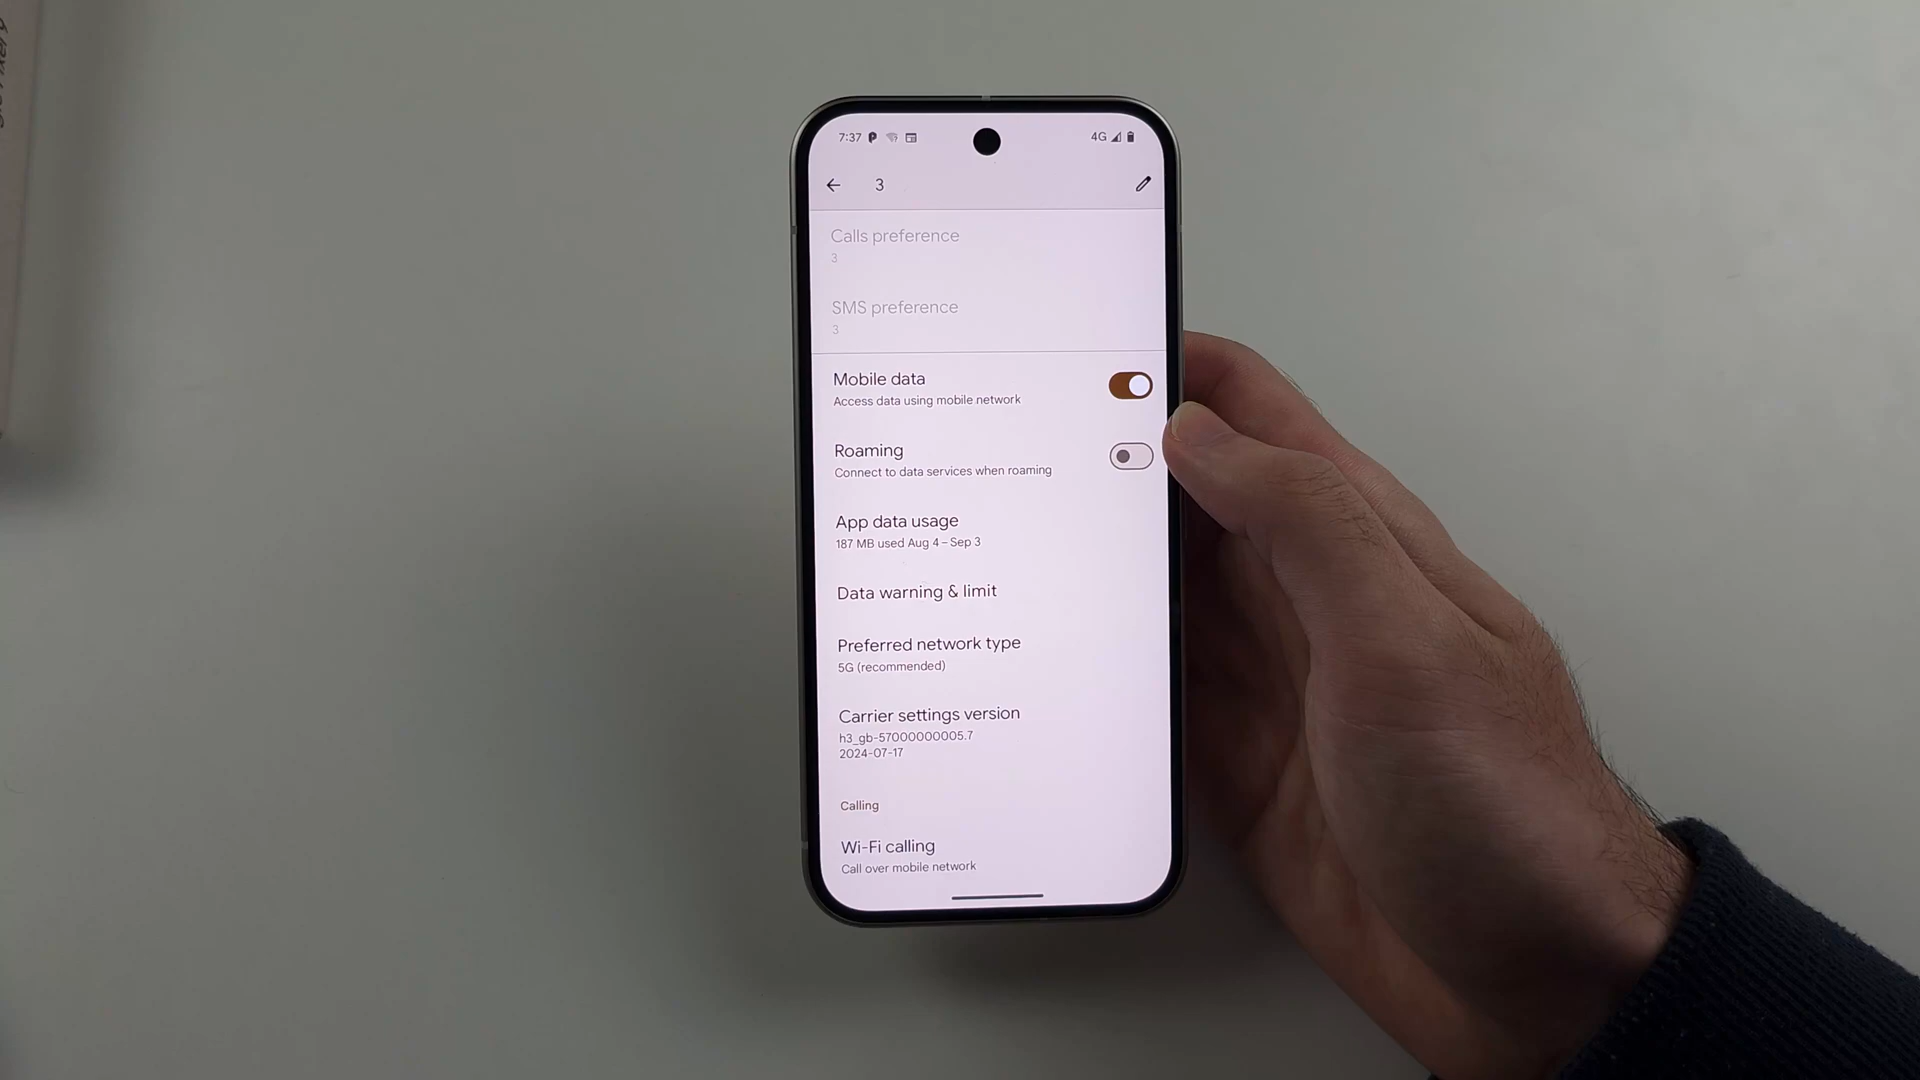 7:37
4G
3
Calls preference
3
SMS preference
3
Mobile data
Access data using mobile network
Roaming
Connect to data services when roaming
App data usage
187 MB used Aug 4 – Sep 3
Data warning & limit
Preferred network type
5G (recommended)
Carrier settings version
h3_gb-57000000005.7
2024-07-17
Calling
Wi-Fi calling
Call over mobile network